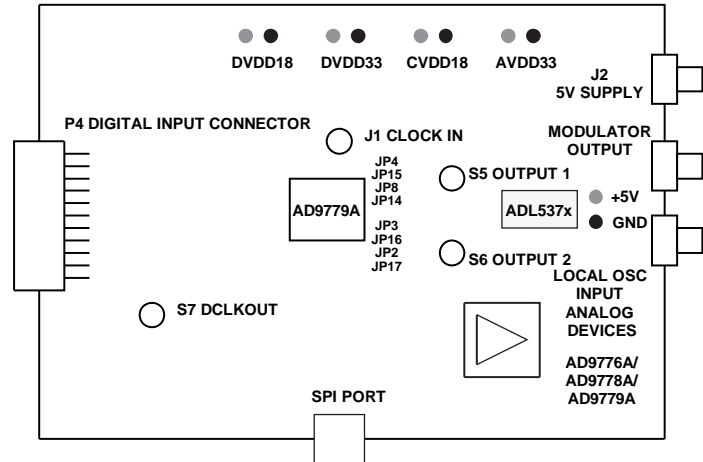 DVDD18 DVDD33 CVDD18 AVDD33
J2
5V SUPPLY
P4 DIGITAL INPUT CONNECTOR
J1 CLOCK IN
MODULATOR
OUTPUT
JP4
JP15
JP8
JP14
JP3
JP16
JP2
JP17
AD9779A
S5 OUTPUT 1
ADL537x
+5V
GND
S6 OUTPUT 2
LOCAL OSC
INPUT
ANALOG
DEVICES
AD9776A/
AD9778A/
AD9779A
S7 DCLKOUT
SPI PORT